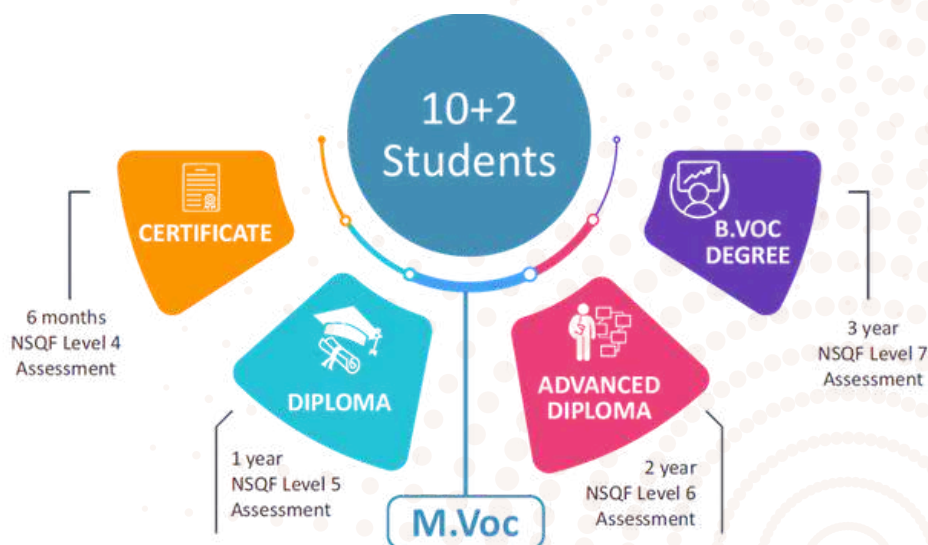 10+2
Students
CERTIFICATE
6 months
NSQF Level 4
Assessment
DIPLOMA
1 year
NSQF Level 5
Assessment
M.Voc
ADVANCED
DIPLOMA
2 year
NSQF Level 6
Assessment
B.VOC
DEGREE
3 year
NSQF Level 7
Assessment